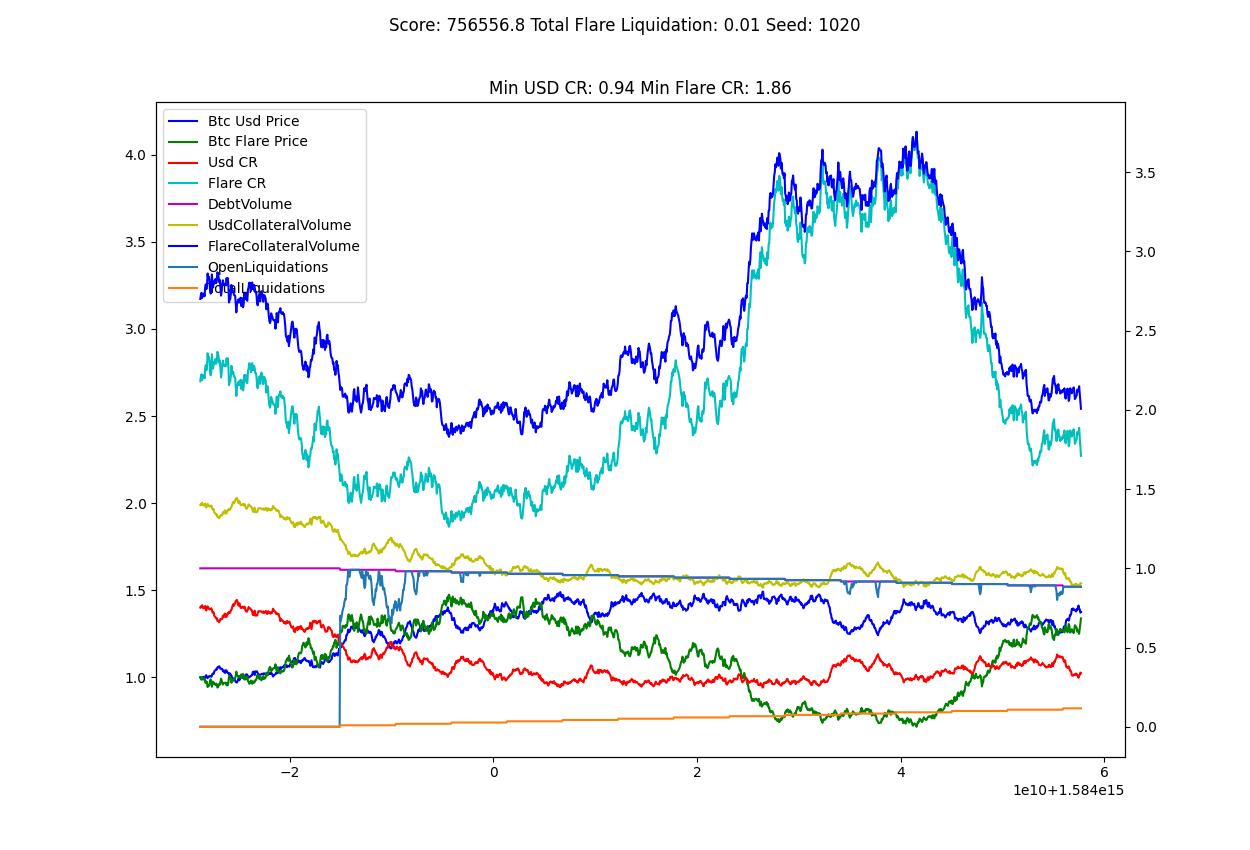 Score: 756556.8 Total Flare Liquidation: 0.01 Seed: 1020
Min USD CR: 0.94 Min Flare CR: 1.86
Btc Usd Price
Btc Flare Price
Usd CR
Flare CR
DebtVolume
UsdCollateralVolume
FlareCollateralVolume
OpenLiquidations
TotalLiquidations
4.0
3.5
3.0
2.5
2.0
1.5
1.0
3.5
3.0
2.5
2.0
1.5
1.0
0.5
0.0
−2
0
2
4
6
1e10+1.584e15